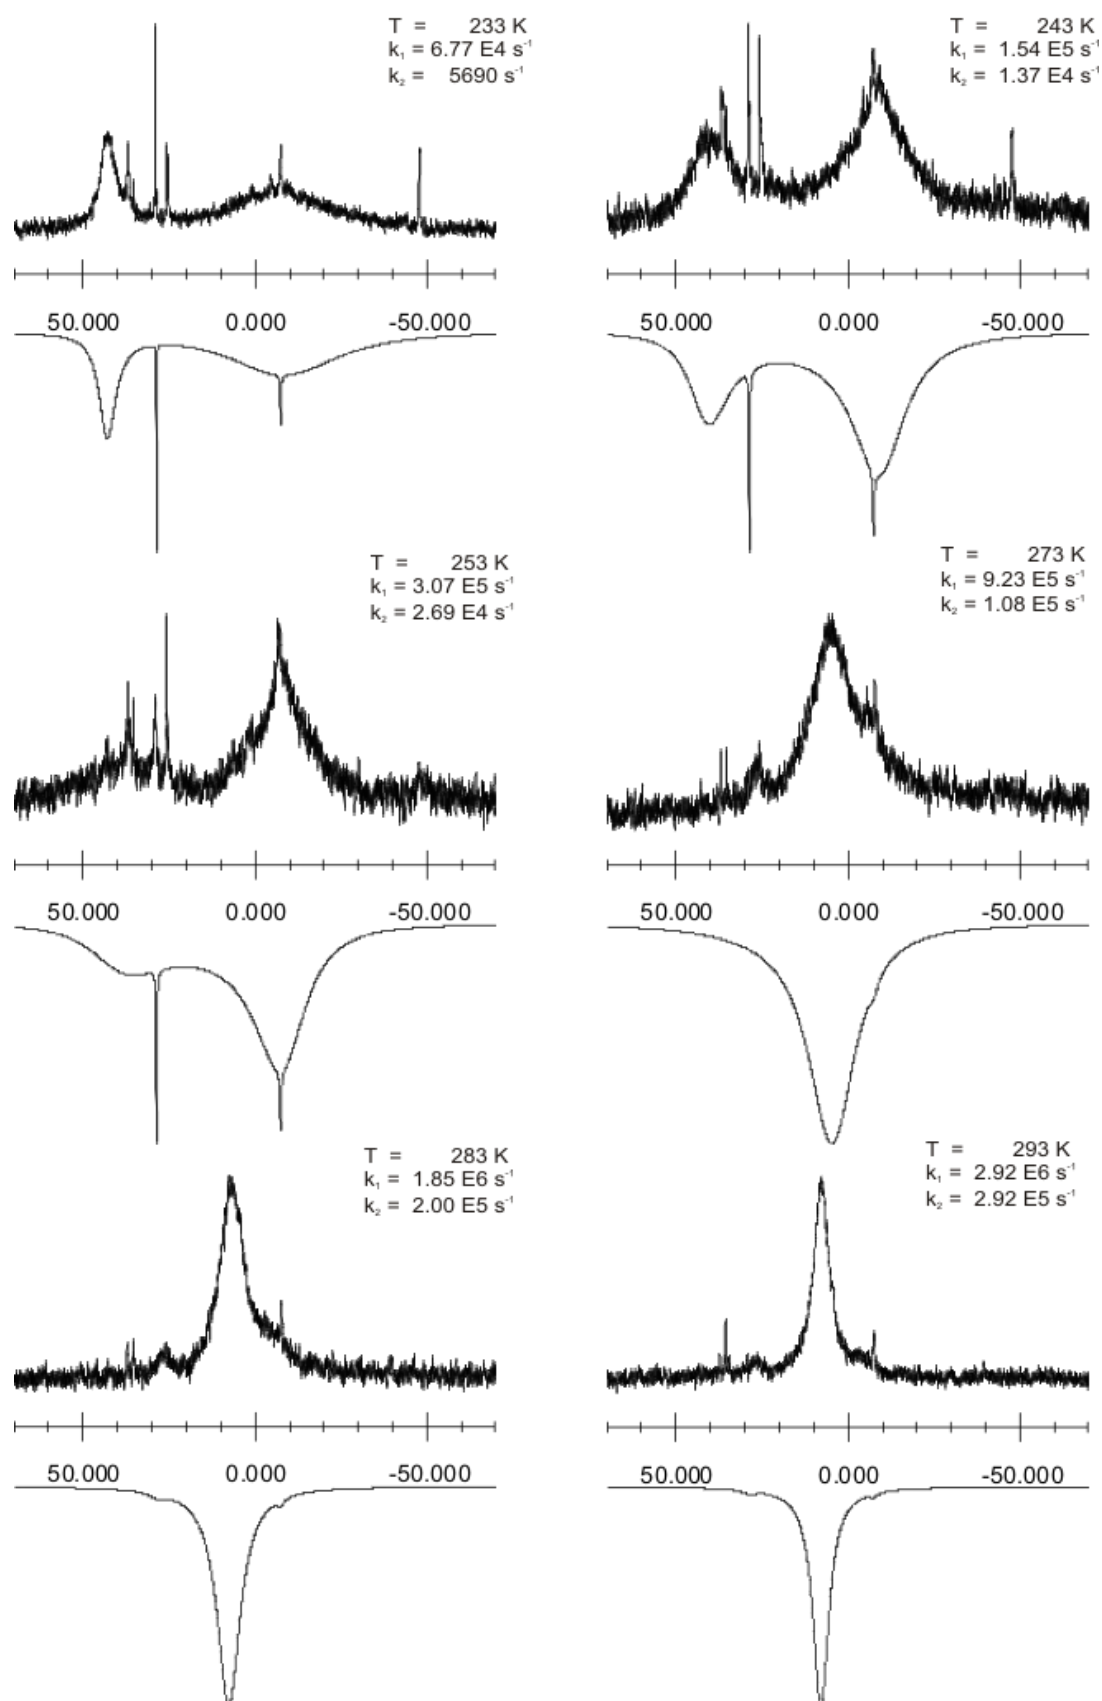 T = 233 K
k₁ = 6.77 E4 s⁻¹
k₂ = 5690 s⁻¹
50.000 0.000 -50.000
T = 243 K
k₁ = 1.54 E5 s⁻¹
k₂ = 1.37 E4 s⁻¹
50.000 0.000 -50.000
T = 253 K
k₁ = 3.07 E5 s⁻¹
k₂ = 2.69 E4 s⁻¹
50.000 0.000 -50.000
T = 273 K
k₁ = 9.23 E5 s⁻¹
k₂ = 1.08 E5 s⁻¹
50.000 0.000 -50.000
T = 283 K
k₁ = 1.85 E6 s⁻¹
k₂ = 2.00 E5 s⁻¹
50.000 0.000 -50.000
T = 293 K
k₁ = 2.92 E6 s⁻¹
k₂ = 2.92 E5 s⁻¹
50.000 0.000 -50.000